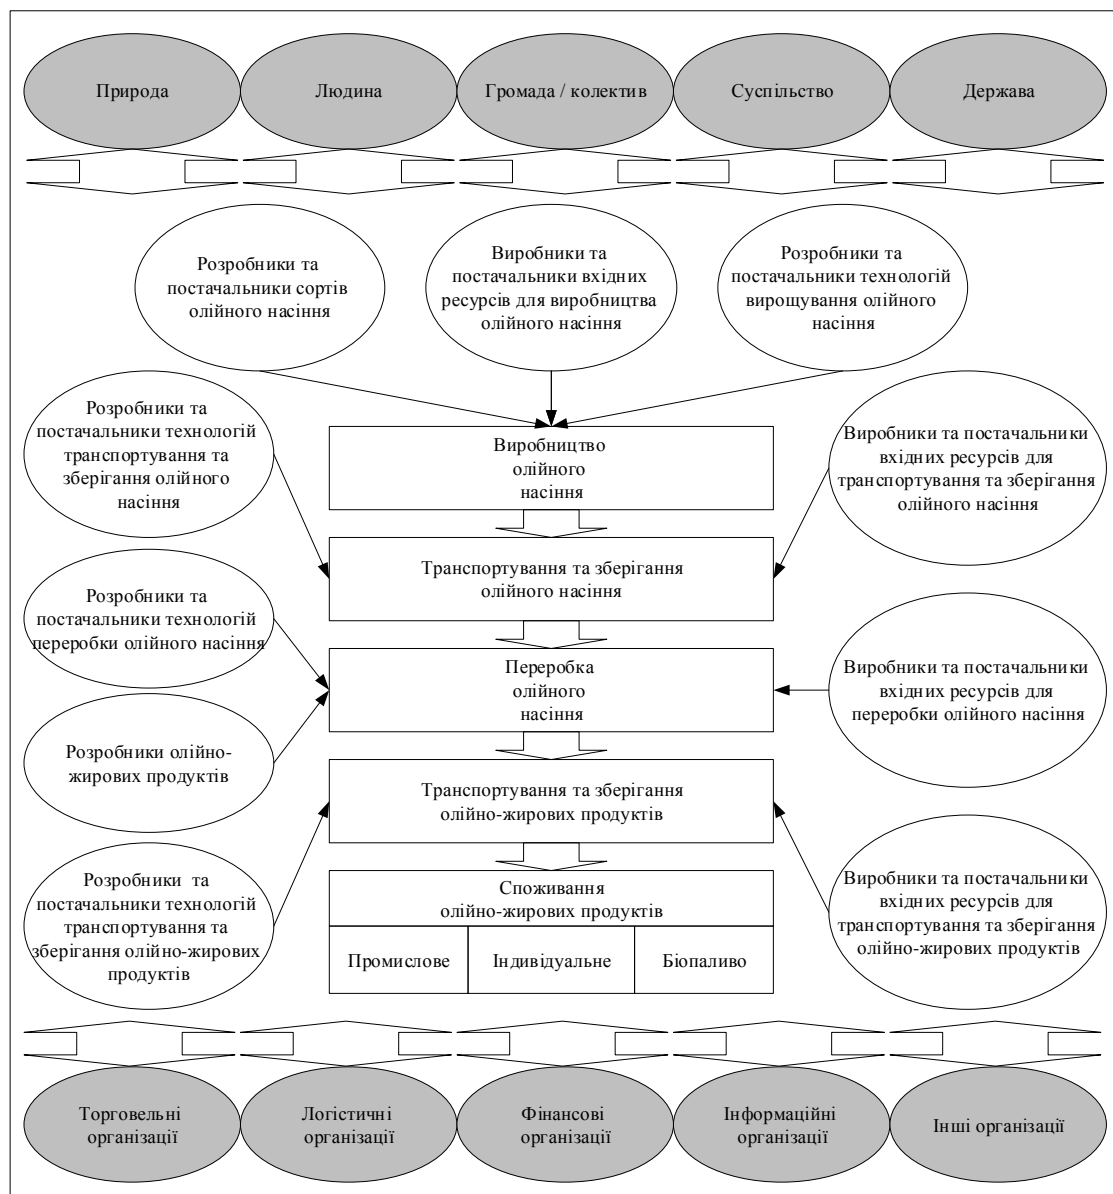 Природа
Людина
Громада / колектив
Суспільство
Держава
Розробники та
постачальники сортів
олійного насіння
Виробники та
постачальники вхідних
ресурсів для виробництва
олійного насіння
Розробники та
постачальники технологій
вирощування олійного
насіння
Розробники та
постачальники технологій
транспортування та
зберігання олійного
насіння
Виробництво
олійного
насіння
Виробники та постачальники
вхідних ресурсів для
транспортування та зберігання
олійного насіння
Транспортування та зберігання
олійного насіння
Розробники та
постачальники технологій
переробки олійного насіння
Переробка
олійного
насіння
Виробники та постачальники
вхідних ресурсів для
переробки олійного насіння
Розробники олійно-
жирових продуктів
Транспортування та зберігання
олійно-жирових продуктів
Розробники та
постачальники технологій
транспортування та
зберігання олійно-жирових
продуктів
Споживання
олійно-жирових продуктів
Промислове
Індивідуальне
Біопаливо
Виробники та постачальники
вхідних ресурсів для
транспортування та зберігання
олійно-жирових продуктів
Торговельні
організації
Логістичні
організації
Фінансові
організації
Інформаційні
організації
Інші організації